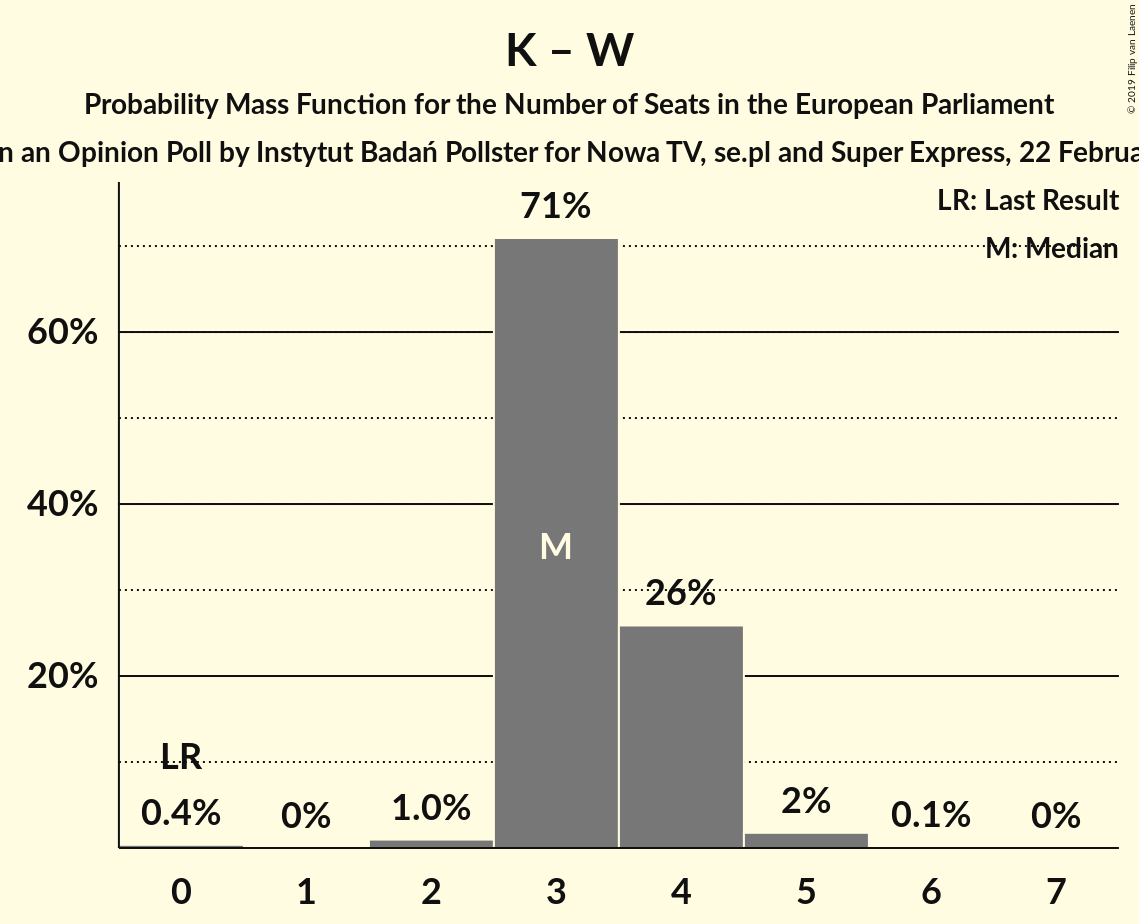 K – W
Probability Mass Function for the Number of Seats in the European Parliament
an Opinion Poll by Instytut Badań Pollster for Nowa TV, se.pl and Super Express, 22
© 2019 Filip van Laenen
LR: Last Result
M: Median
71%
60%
40%
M
26%
20%
LR
0.4%
0%
1.0%
2%
0.1%
0%
0 1 2 3 4 5 6 7